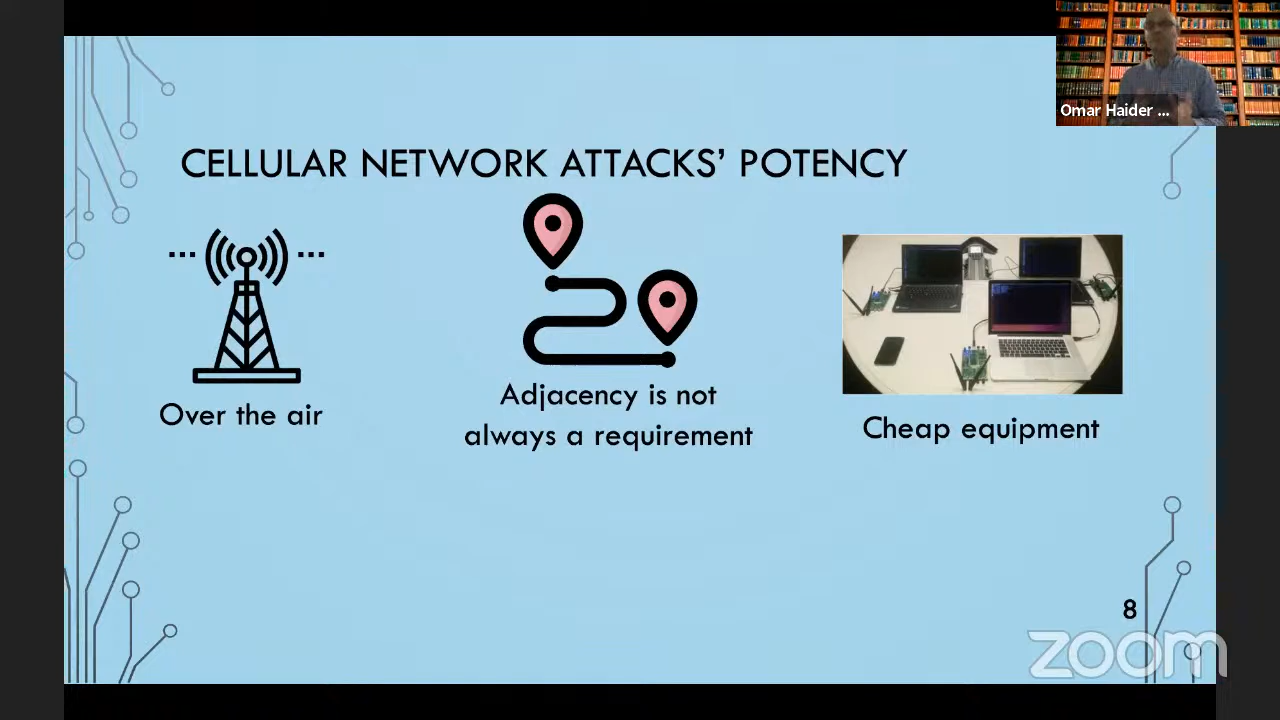 Omar Haider ...
CELLULAR NETWORK ATTACKS’ POTENCY
Over the air
Adjacency is not
always a requirement
Cheap equipment
8
zoom